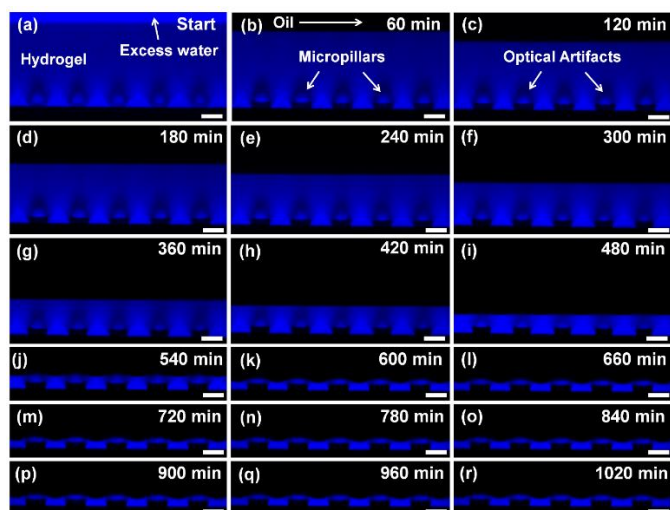 (a) Start
Excess water
Hydrogel
(b) Oil 60 min
Micropillars
(c) 120 min
Optical Artifacts
(d) 180 min
(e) 240 min
(f) 300 min
(g) 360 min
(h) 420 min
(i) 480 min
(j) 540 min
(k) 600 min
(l) 660 min
(m) 720 min
(n) 780 min
(o) 840 min
(p) 900 min
(q) 960 min
(r) 1020 min